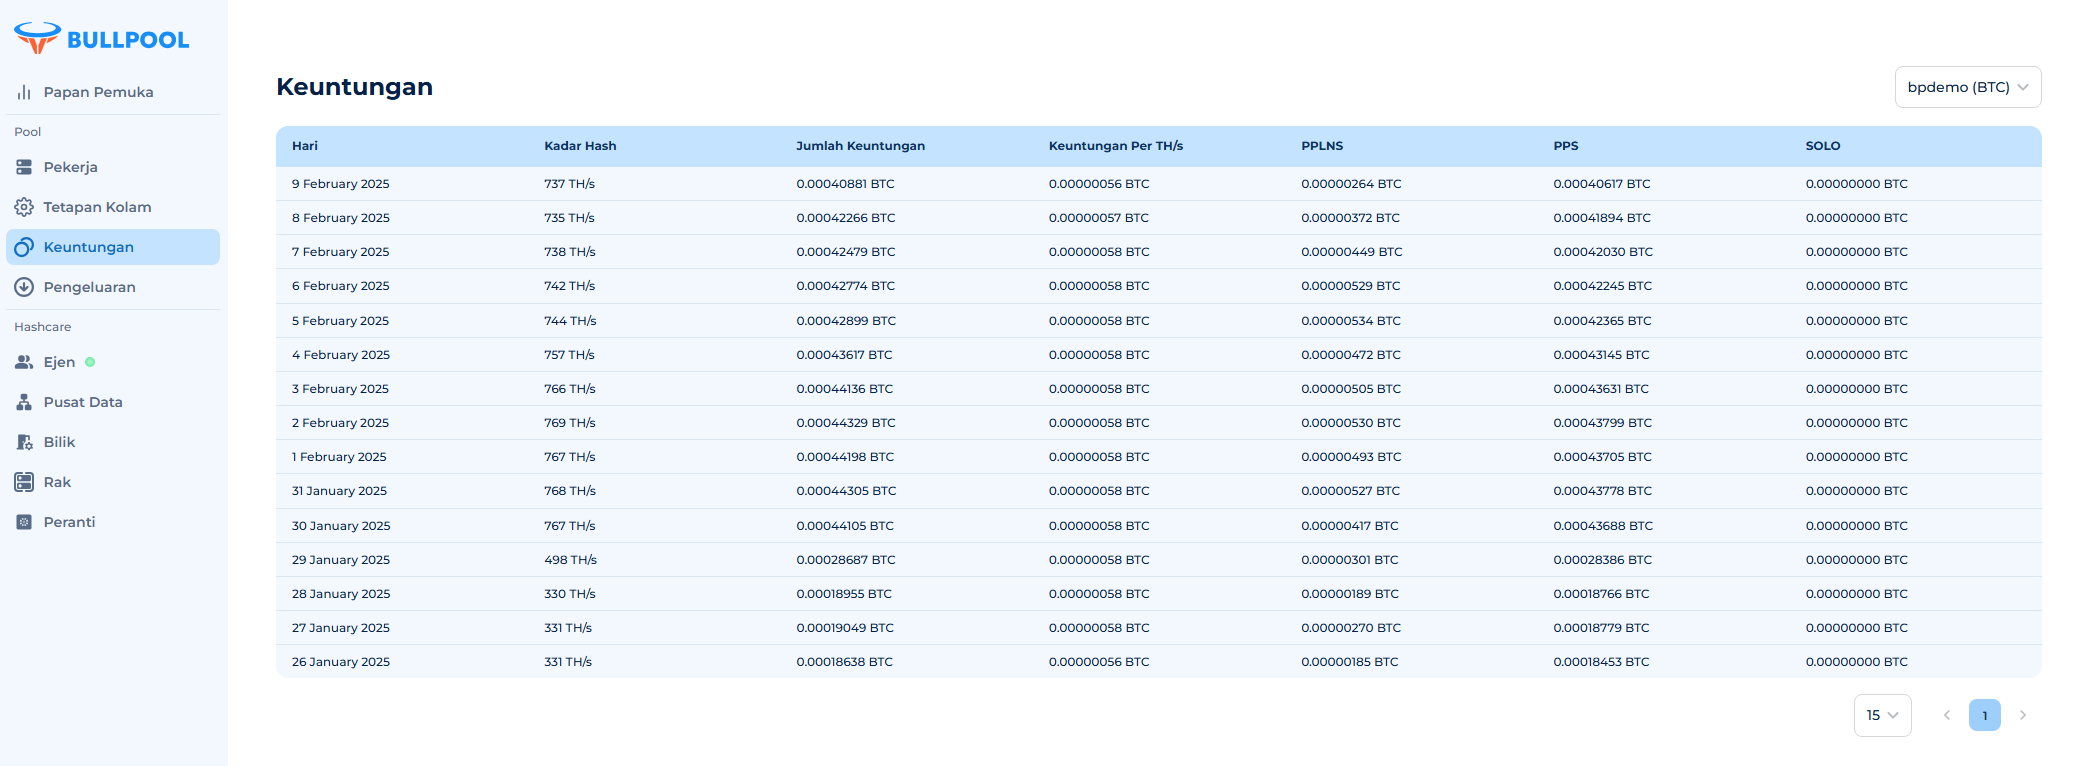 BULLPOOL
Papan Pemuka
Pool
Pekerja
Tetapan Kolam
Keuntungan
Pengeluaran
Hashcare
Ejen
Pusat Data
Bilik
Rak
Peranti
Keuntungan
bpdemo (BTC)
Hari Kadar Hash Jumlah Keuntungan Keuntungan Per TH/s PPLNS PPS SOLO
9 February 2025 737 TH/s 0.00040881 BTC 0.00000056 BTC 0.00000264 BTC 0.00040617 BTC 0.00000000 BTC
8 February 2025 735 TH/s 0.00042266 BTC 0.00000057 BTC 0.00000372 BTC 0.00041894 BTC 0.00000000 BTC
7 February 2025 738 TH/s 0.00042479 BTC 0.00000058 BTC 0.00000449 BTC 0.00042030 BTC 0.00000000 BTC
6 February 2025 742 TH/s 0.00042774 BTC 0.00000058 BTC 0.00000529 BTC 0.00042245 BTC 0.00000000 BTC
5 February 2025 744 TH/s 0.00042899 BTC 0.00000058 BTC 0.00000534 BTC 0.00042365 BTC 0.00000000 BTC
4 February 2025 757 TH/s 0.00043617 BTC 0.00000058 BTC 0.00000472 BTC 0.00043145 BTC 0.00000000 BTC
3 February 2025 766 TH/s 0.00044136 BTC 0.00000058 BTC 0.00000505 BTC 0.00043631 BTC 0.00000000 BTC
2 February 2025 769 TH/s 0.00044329 BTC 0.00000058 BTC 0.00000530 BTC 0.00043799 BTC 0.00000000 BTC
1 February 2025 767 TH/s 0.00044198 BTC 0.00000058 BTC 0.00000493 BTC 0.00043705 BTC 0.00000000 BTC
31 January 2025 768 TH/s 0.00044305 BTC 0.00000058 BTC 0.00000527 BTC 0.00043778 BTC 0.00000000 BTC
30 January 2025 767 TH/s 0.00044105 BTC 0.00000058 BTC 0.00000417 BTC 0.00043688 BTC 0.00000000 BTC
29 January 2025 498 TH/s 0.00028687 BTC 0.00000058 BTC 0.00000301 BTC 0.00028386 BTC 0.00000000 BTC
28 January 2025 330 TH/s 0.00018955 BTC 0.00000058 BTC 0.00000189 BTC 0.00018766 BTC 0.00000000 BTC
27 January 2025 331 TH/s 0.00019049 BTC 0.00000058 BTC 0.00000270 BTC 0.00018779 BTC 0.00000000 BTC
26 January 2025 331 TH/s 0.00018638 BTC 0.00000056 BTC 0.00000185 BTC 0.00018453 BTC 0.00000000 BTC
15 1